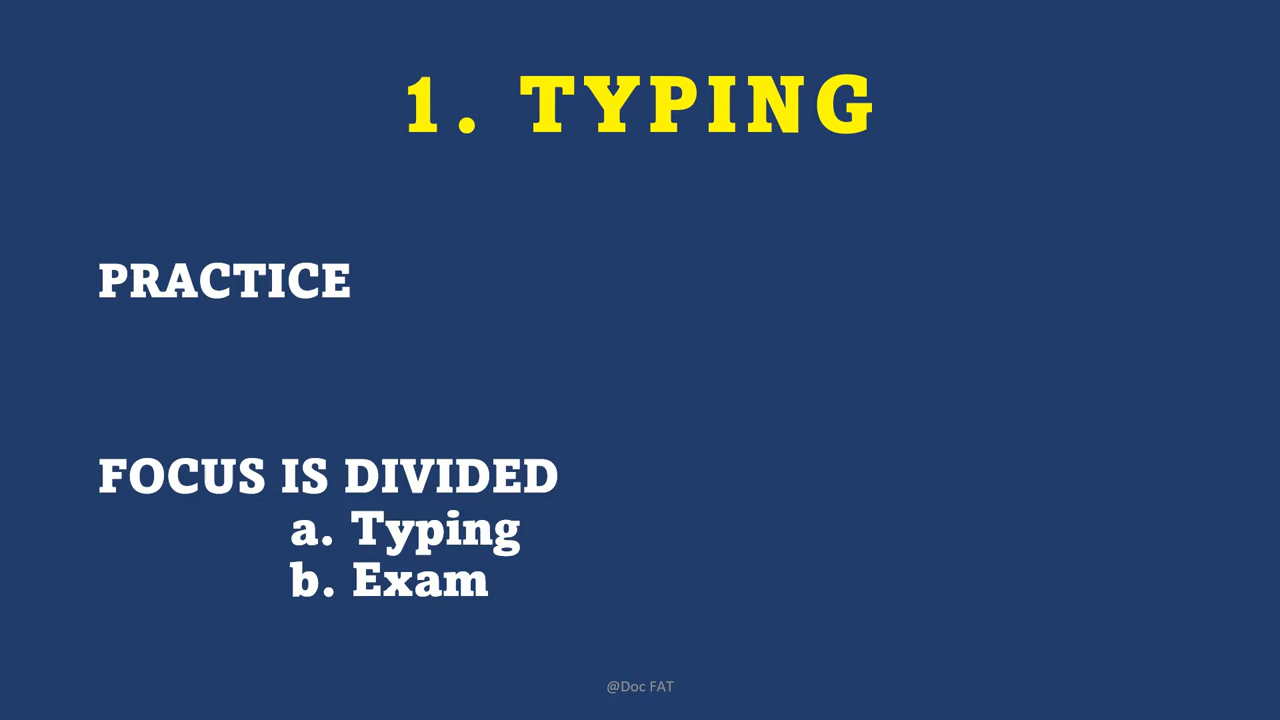 1. TYPING
PRACTICE
FOCUS IS DIVIDED
a. Typing
b. Exam
@Doc FAT